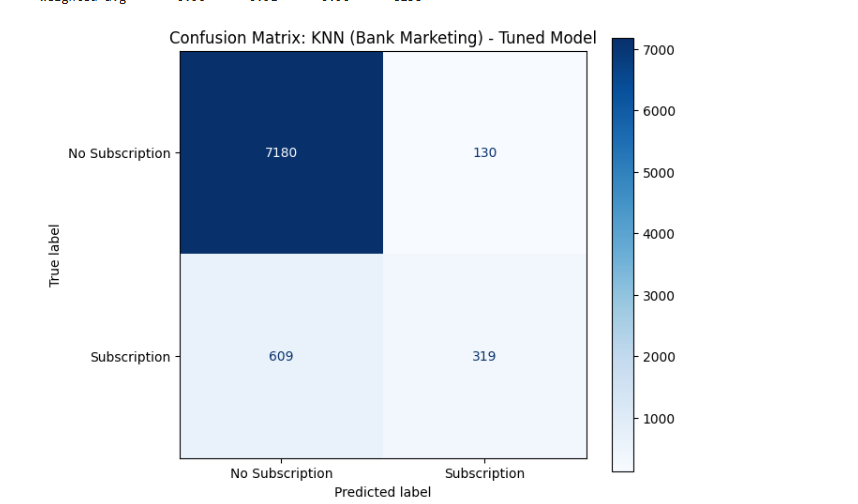 Confusion Matrix: KNN (Bank Marketing) - Tuned Model
7000
6000
5000
4000
3000
2000
1000
No Subscription
7180
130
True label
Subscription
609
319
No Subscription
Subscription
Predicted label